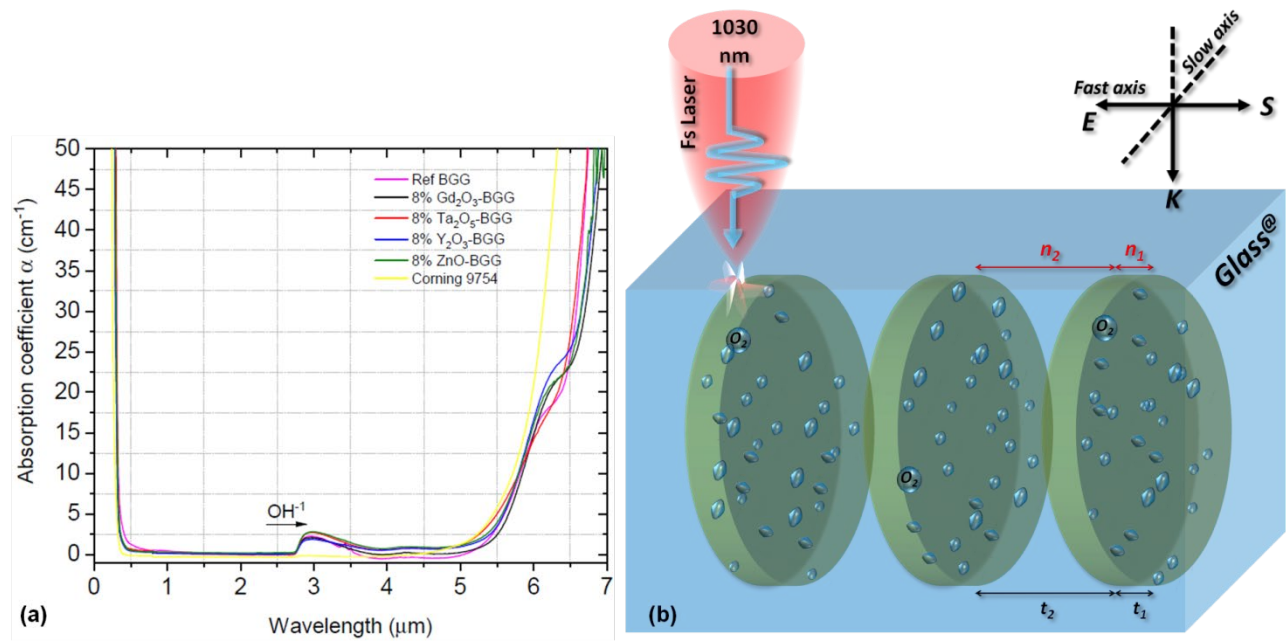 50
45
40
35
30
25
20
15
10
5
0
Absorption coefficient α (cm⁻¹)
Ref BGG
8% Gd₂O₃-BGG
8% Ta₂O₅-BGG
8% Y₂O₃-BGG
8% ZnO-BGG
Corning 9754
OH⁻¹
0 1 2 3 4 5 6 7
Wavelength (μm)
(a)
1030
nm
Fs Laser
Slow axis
Fast axis
E
S
K
n₂
n₁
Glass@
O₂
O₂
O₂
t₂
t₁
(b)